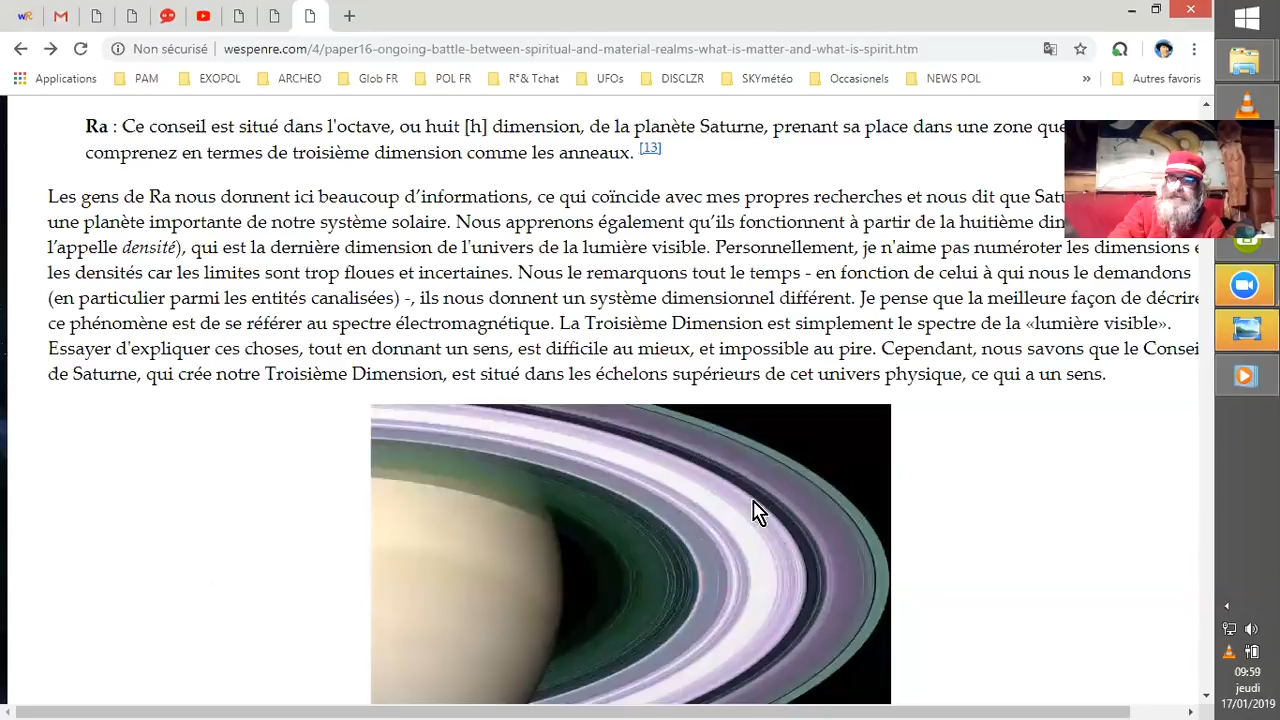 Non sécurisé
wespenre.com/4/paper16-ongoing-battle-between-spiritual-and-material-realms-what-is-matter-and-what-is-spirit.htm
Applications PAM EXOPOL ARCHEO Glob FR POL FR R°& Tchat UFOs DISCLZR SKYmétéo Occasionels NEWS POL » Autres favoris
Ra : Ce conseil est situé dans l'octave, ou huit [h] dimension, de la planète Saturne, prenant sa place dans une zone que
comprenez en termes de troisième dimension comme les anneaux. [13]
Les gens de Ra nous donnent ici beaucoup d’informations, ce qui coïncide avec mes propres recherches et nous dit que
une planète importante de notre système solaire. Nous apprenons également qu’ils fonctionnent à partir de la huitième
l’appelle densité), qui est la dernière dimension de l'univers de la lumière visible. Personnellement, je n'aime pas numéroter les dimensions
les densités car les limites sont trop floues et incertaines. Nous le remarquons tout le temps - en fonction de celui à qui nous le demandons
(en particulier parmi les entités canalisées) -, ils nous donnent un système dimensionnel différent. Je pense que la meilleure façon de décrire
ce phénomène est de se référer au spectre électromagnétique. La Troisième Dimension est simplement le spectre de la «lumière visible».
Essayer d'expliquer ces choses, tout en donnant un sens, est difficile au mieux, et impossible au pire. Cependant, nous savons que le Consei
de Saturne, qui crée notre Troisième Dimension, est situé dans les échelons supérieurs de cet univers physique, ce qui a un sens.
09:59
jeudi
17/01/2019